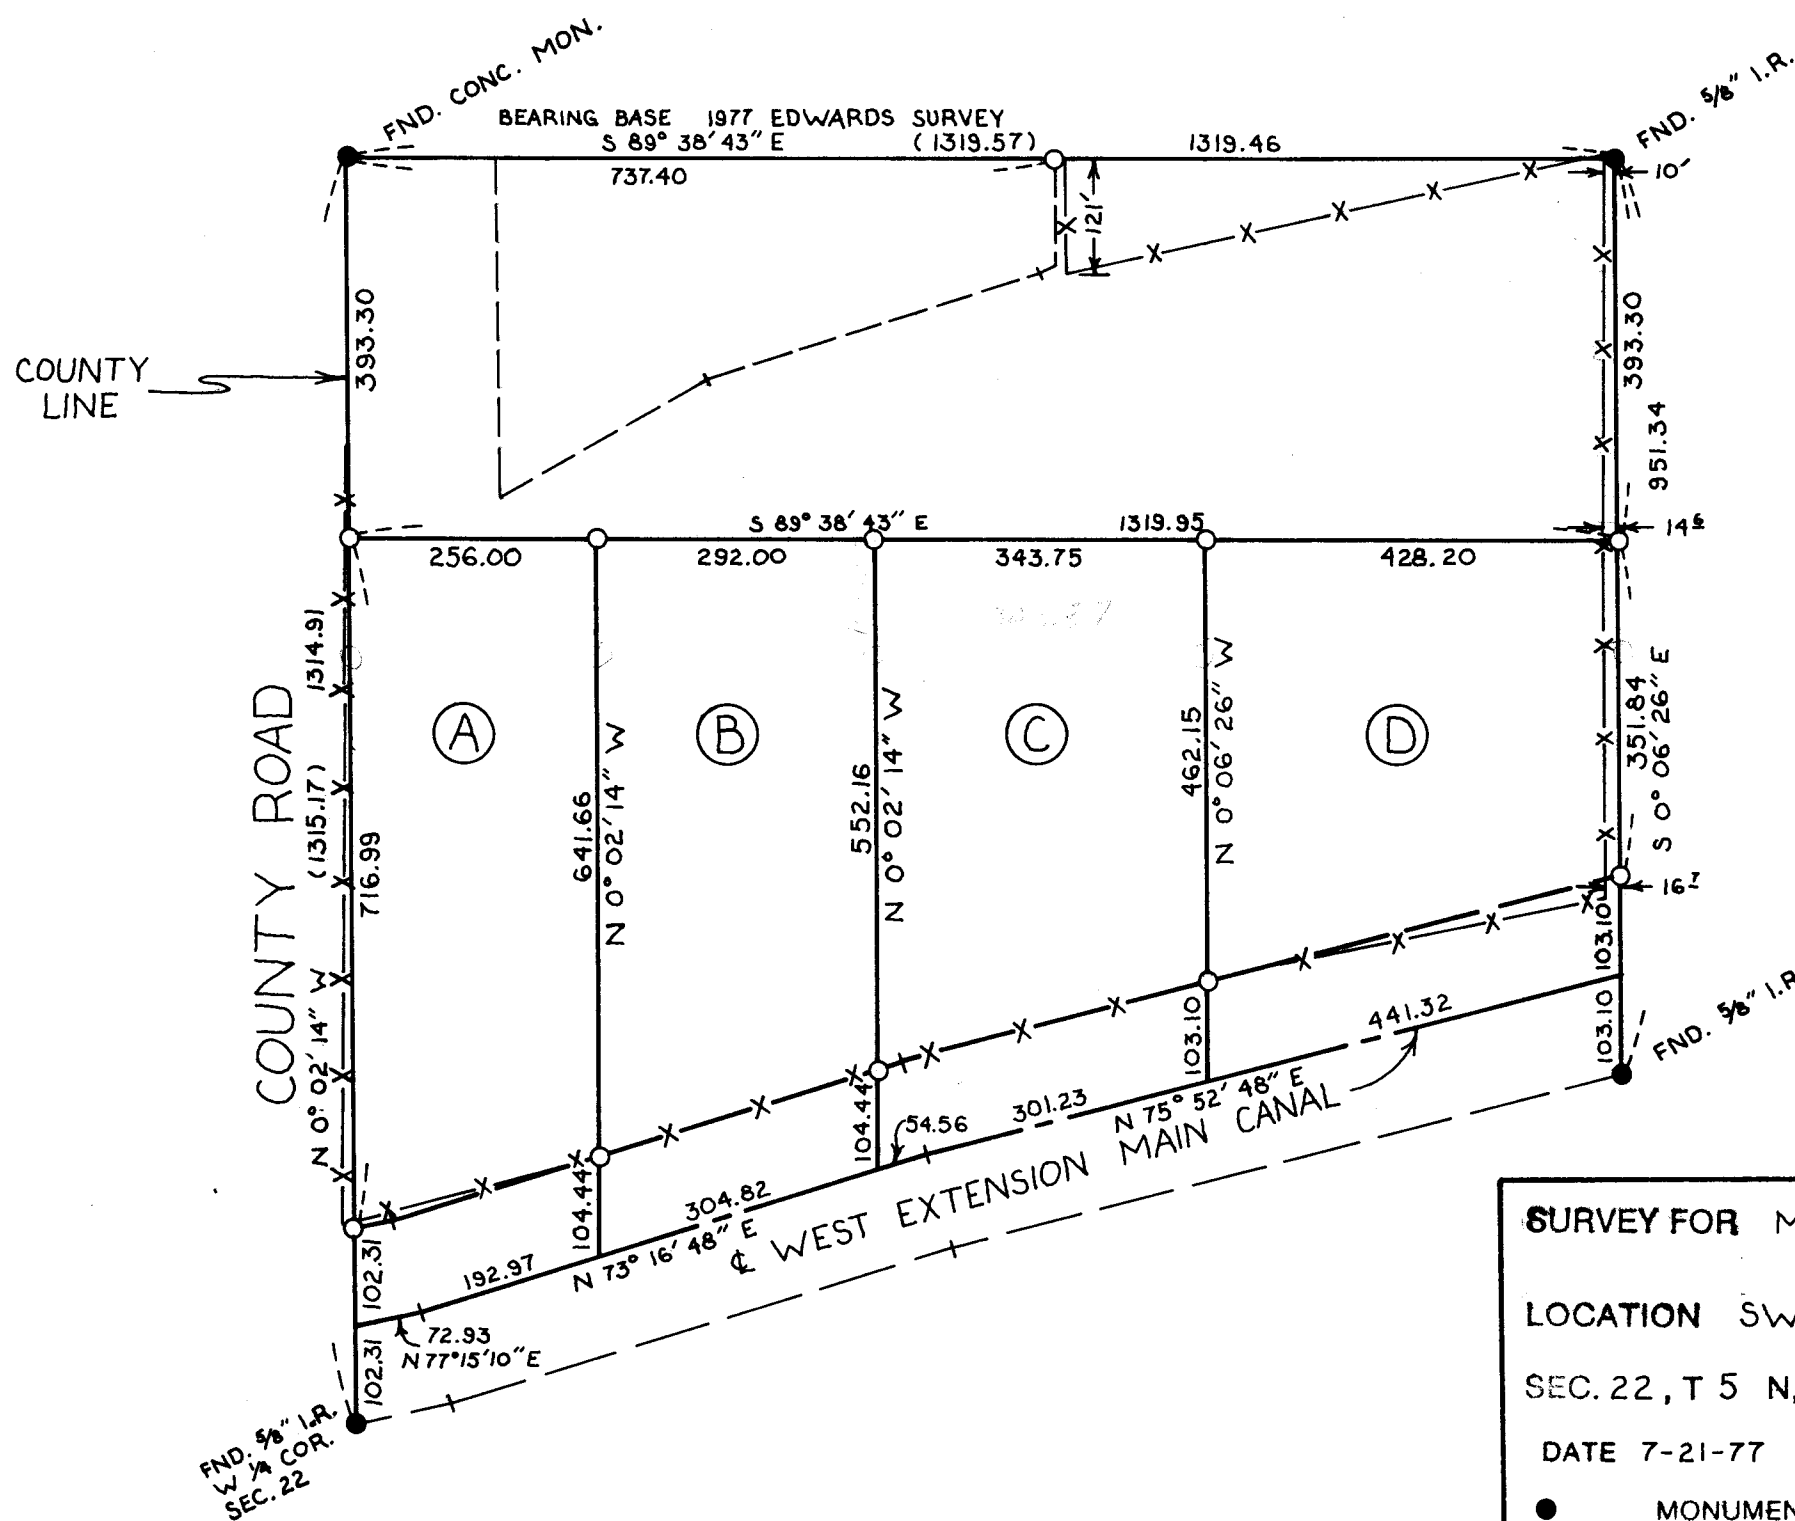 FND. CONC. MON.
FND. 5/8" I.R.
BEARING BASE 1977 EDWARDS SURVEY
S 89° 38' 43" E (1319.57) 1319.46
737.40
121'
10'
393.30
393.30
951.34
COUNTY
LINE
S 89° 38' 43" E 1319.95
14⁶
256.00
292.00
343.75
428.20
COUNTY ROAD
N 0° 02' 14" W (1315.17) 1314.91
716.99
A
B
C
D
641.66
N 0° 02' 14" W
552.16
N 0° 02' 14" W
462.15
N 0° 06' 26" W
351.84
S 0° 06' 26" E
16⁷
103.10
103.10
103.10
FND. 5/8" I.R.
441.32
N 75° 52' 48" E
301.23
54.56
104.44
104.44
304.82
N 73° 16' 48" E
℄ WEST EXTENSION MAIN CANAL
192.97
102.31
102.31
72.93
N 77° 15' 10" E
FND. 5/8" I.R.
W 1/4 COR.
SEC. 22
SURVEY FOR
LOCATION SW
SEC. 22, T 5 N,
DATE 7-21-77
MONUMEN